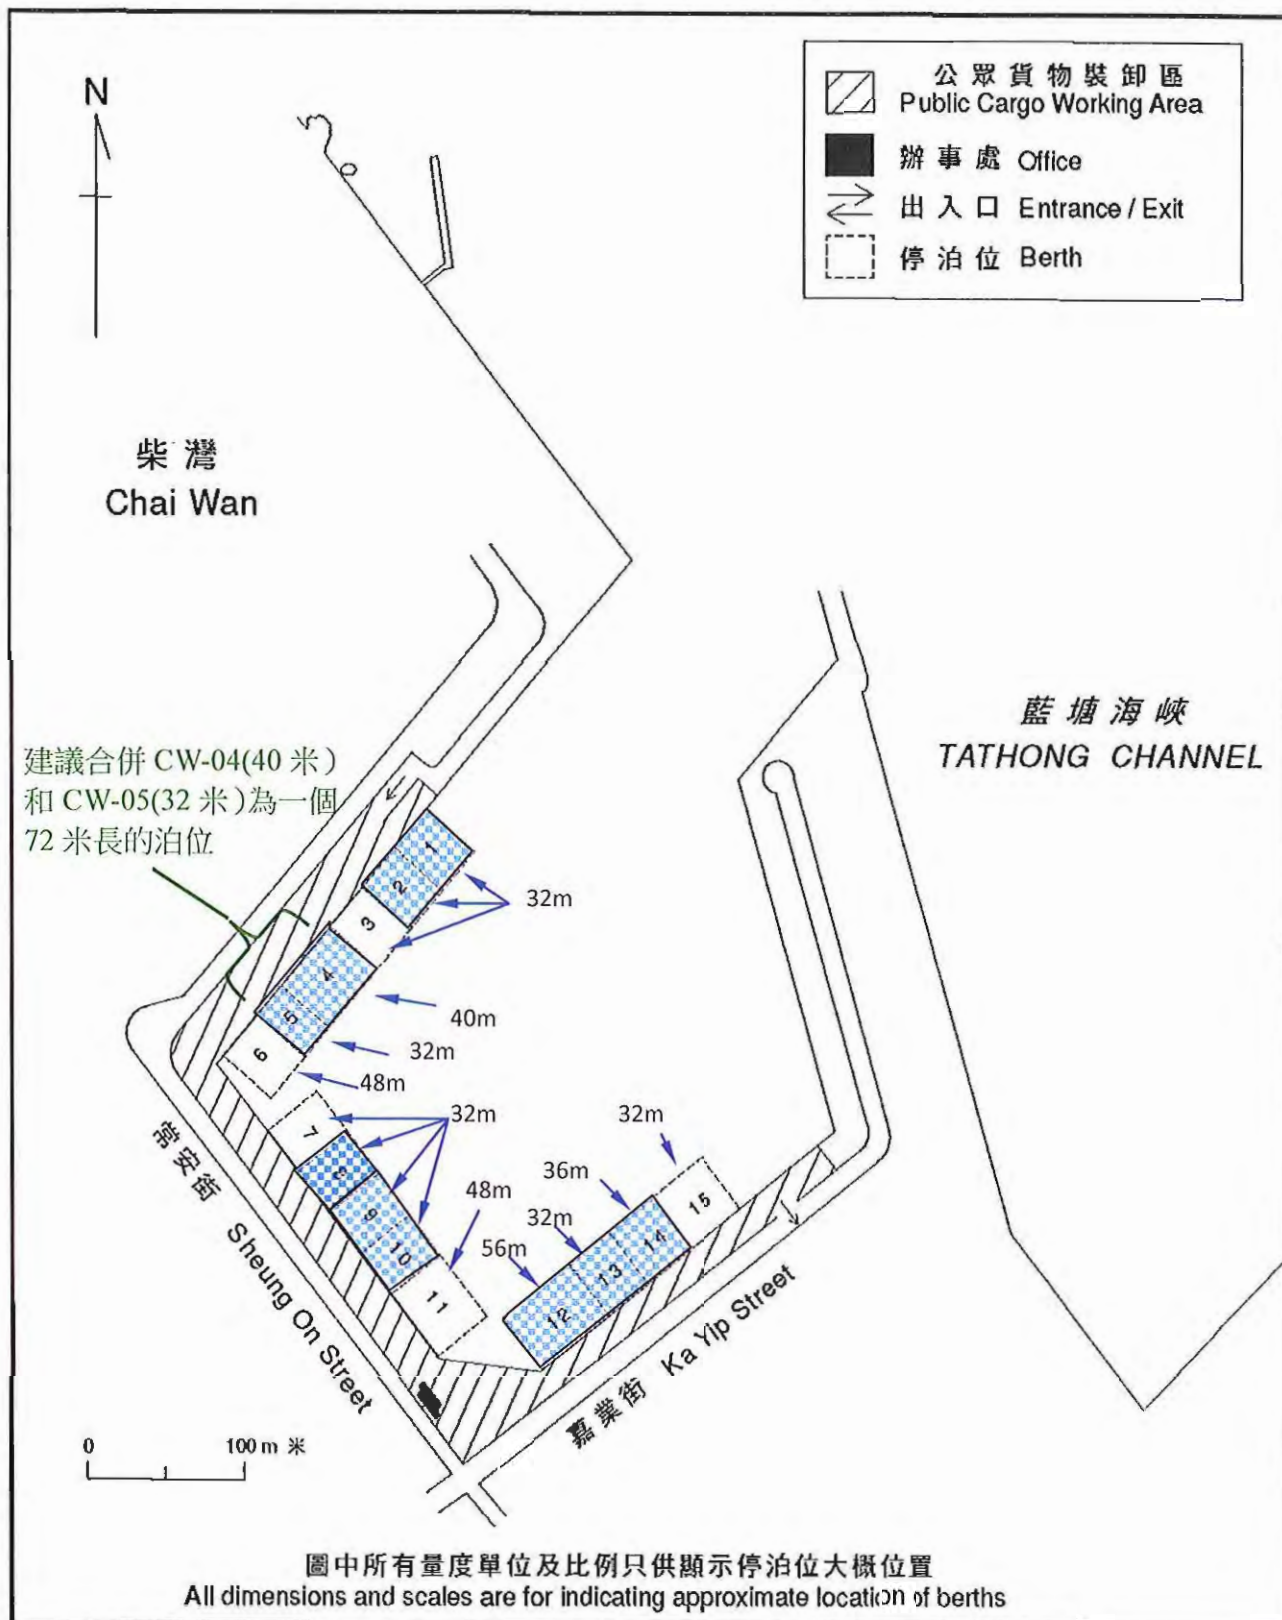 N
公眾貨物裝卸區
Public Cargo Working Area
辦事處 Office
出入口 Entrance / Exit
停泊位 Berth
柴灣
Chai Wan
藍塘海峽
TATHONG CHANNEL
建議合併 CW-04(40 米)
和 CW-05(32 米)為一個
72 米長的泊位
1
2
3
4
5
6
32m
40m
32m
48m
7
8
9
10
11
32m
48m
12
13
14
15
56m
32m
36m
32m
常安街 Sheung On Street
嘉業街 Ka Yip Street
0 100 m 米
圖中所有量度單位及比例只供顯示停泊位大概位置
All dimensions and scales are for indicating approximate location of berths